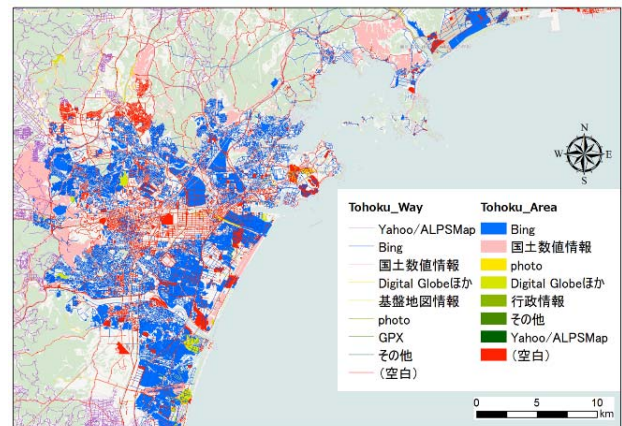 N
W E
S
Tohoku_Way
Yahoo/ALPSMap
Bing
国土数値情報
Digital Globeほか
基盤地図情報
photo
GPX
その他
(空白)
Tohoku_Area
Bing
国土数値情報
photo
Digital Globeほか
行政情報
その他
Yahoo/ALPSMap
(空白)
0 5 10
km